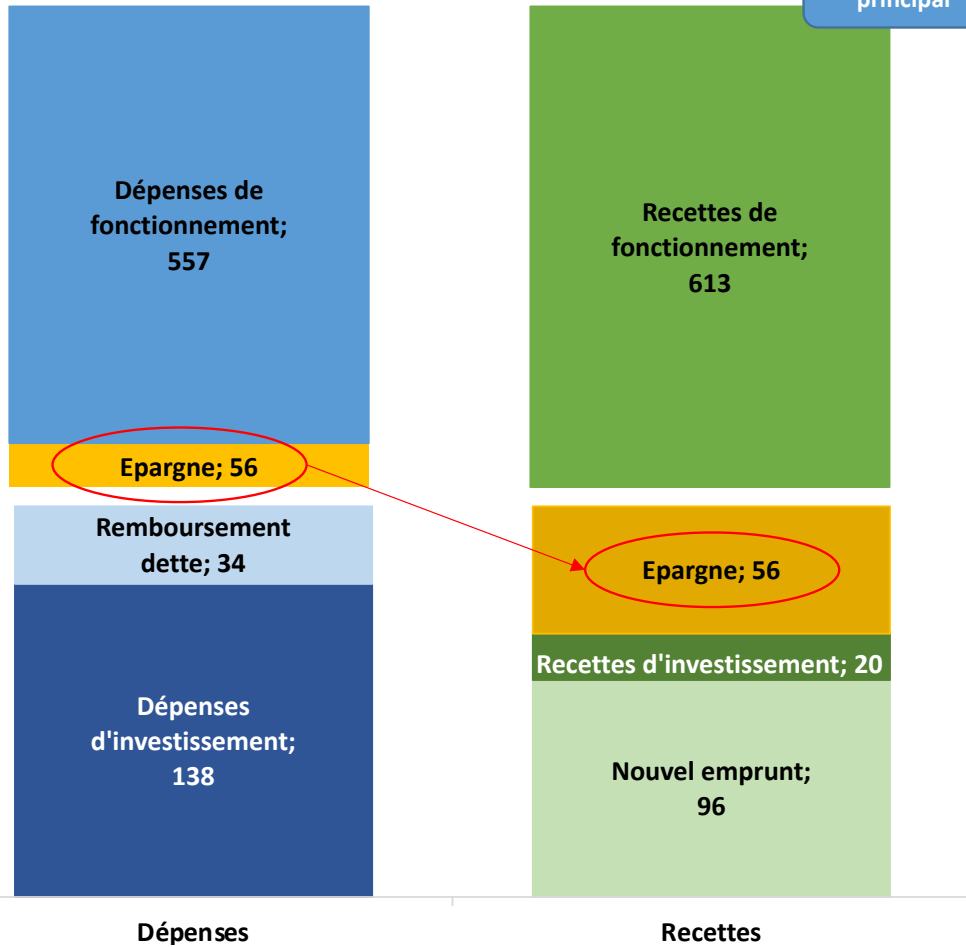 principal
Dépenses de
fonctionnement;
557
Recettes de
fonctionnement;
613
Epargne; 56
Remboursement
dette; 34
Epargne; 56
Recettes d'investissement; 20
Dépenses
d'investissement;
138
Nouvel emprunt;
96
Dépenses
Recettes